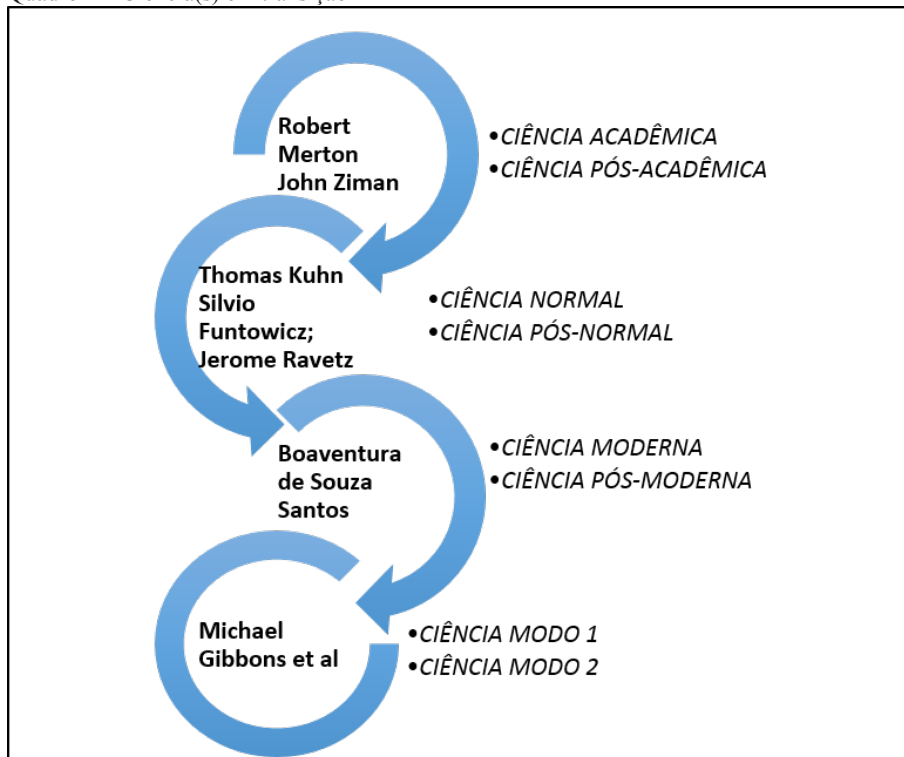 Robert
Merton
John Ziman
•CIÊNCIA ACADÊMICA
•CIÊNCIA PÓS-ACADÊMICA
Thomas Kuhn
Silvio
Funtowicz;
Jerome Ravetz
•CIÊNCIA NORMAL
•CIÊNCIA PÓS-NORMAL
Boaventura
de Souza
Santos
•CIÊNCIA MODERNA
•CIÊNCIA PÓS-MODERNA
Michael
Gibbons et al
•CIÊNCIA MODO 1
•CIÊNCIA MODO 2